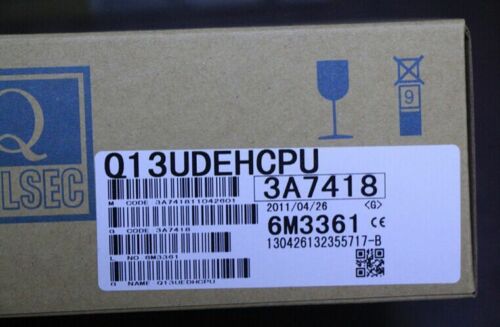 Q
LSEC
9
Q13UDEHCPU
3A7418
M CODE 3A741811042601
2011/04/26 <G>
6M3361 CE
G CODE 3A7418
130426132355717-B
L NO 6M3361
G NAME Q13UDEHCPU